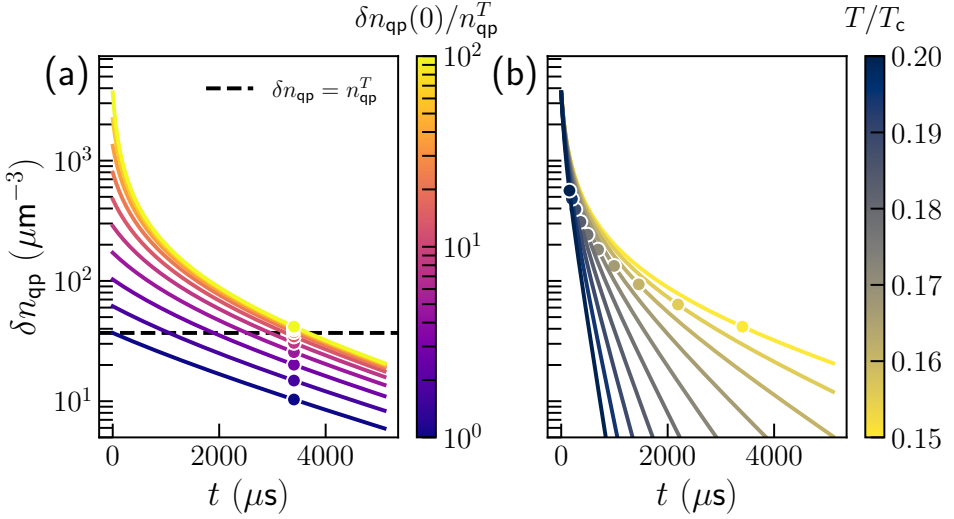 δn_qp(0)/n_qp^T
T/T_c
(a)
δn_qp = n_qp^T
(b)
10^3
10^2
10^1
δn_qp (μm^−3)
0
2000
4000
t (μs)
10^2
10^1
10^0
0
2000
4000
t (μs)
0.20
0.19
0.18
0.17
0.16
0.15